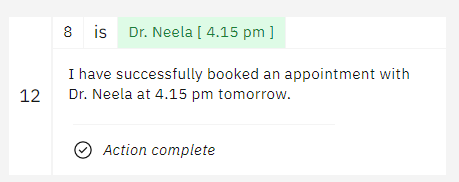 8 is Dr. Neela [ 4.15 pm ]
12
I have successfully booked an appointment with
Dr. Neela at 4.15 pm tomorrow.
Action complete